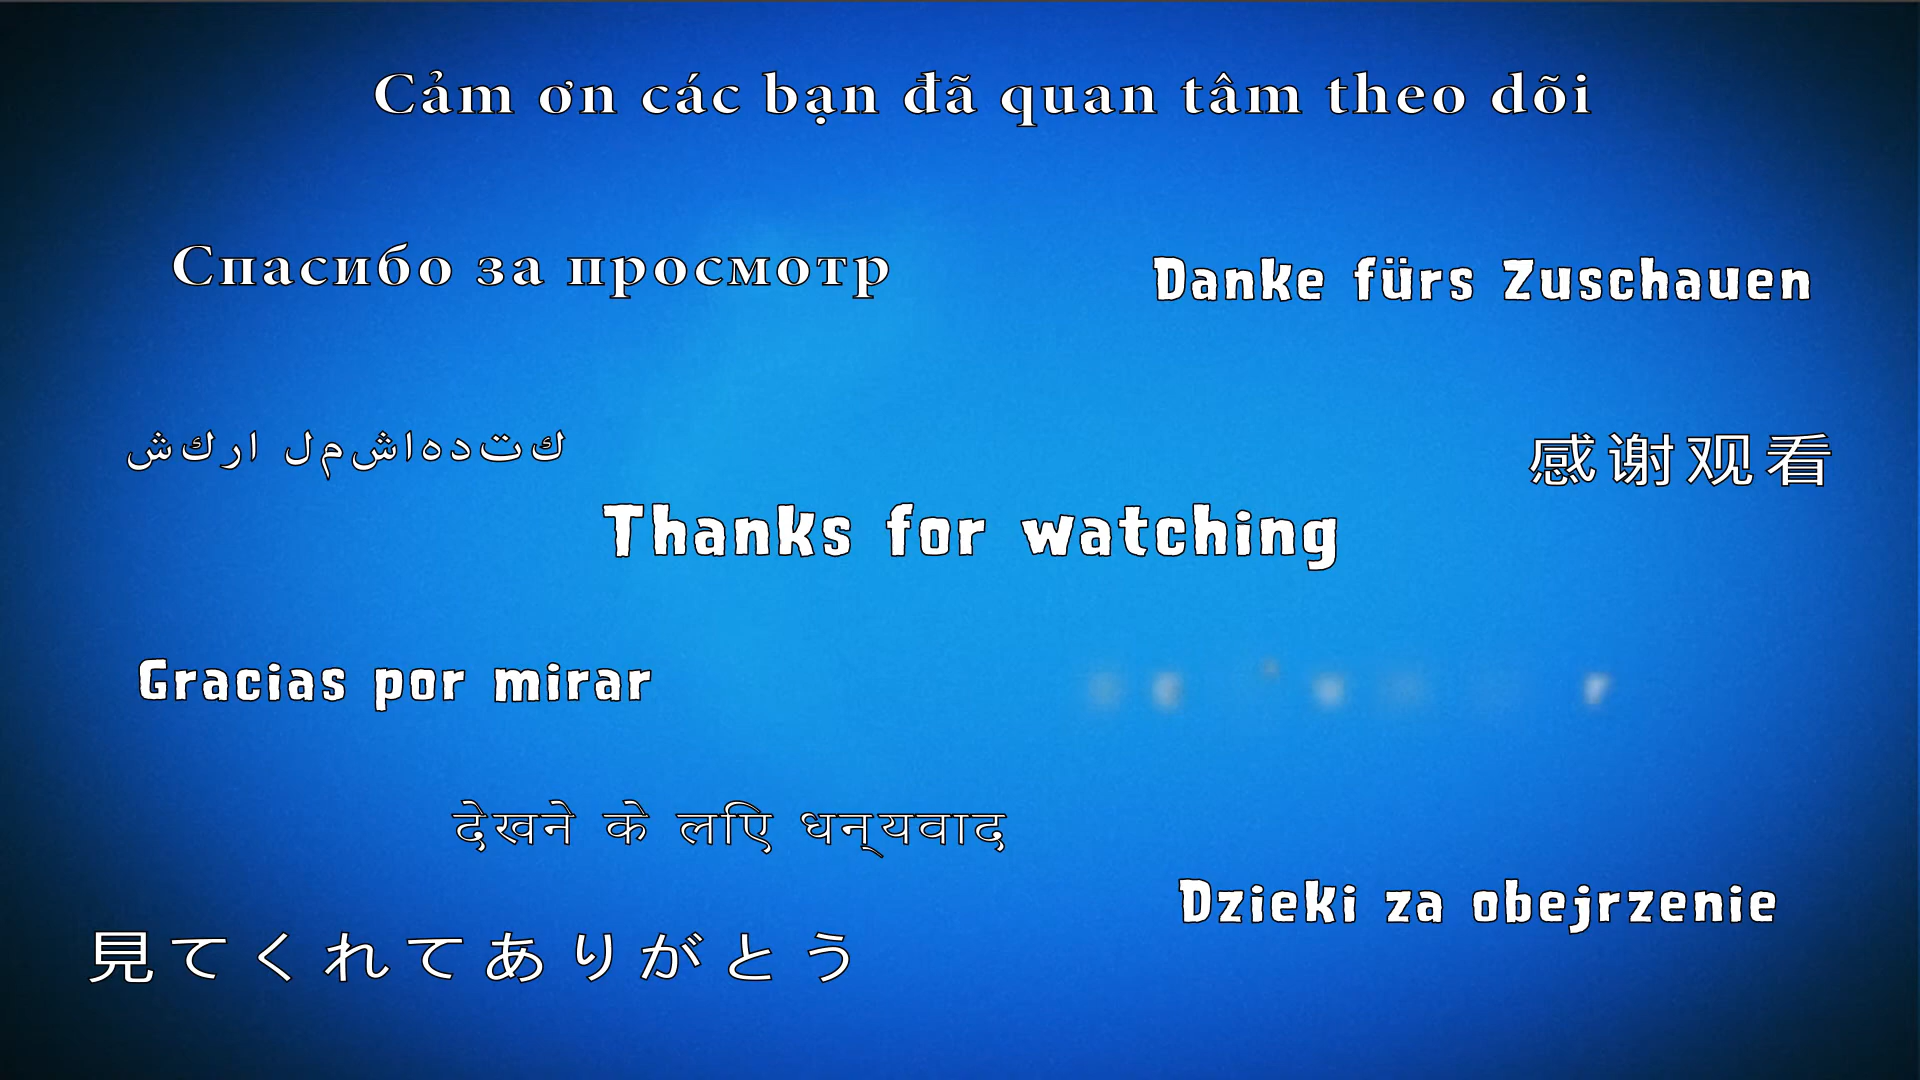 Cảm ơn các bạn đã quan tâm theo dõi
Спасибо за просмотр
Danke fürs Zuschauen
شكرا لمشاهدتك
感谢观看
Thanks for watching
Gracias por mirar
देखने के लिए धन्यवाद
Dzieki za obejrzenie
見てくれてありがとう